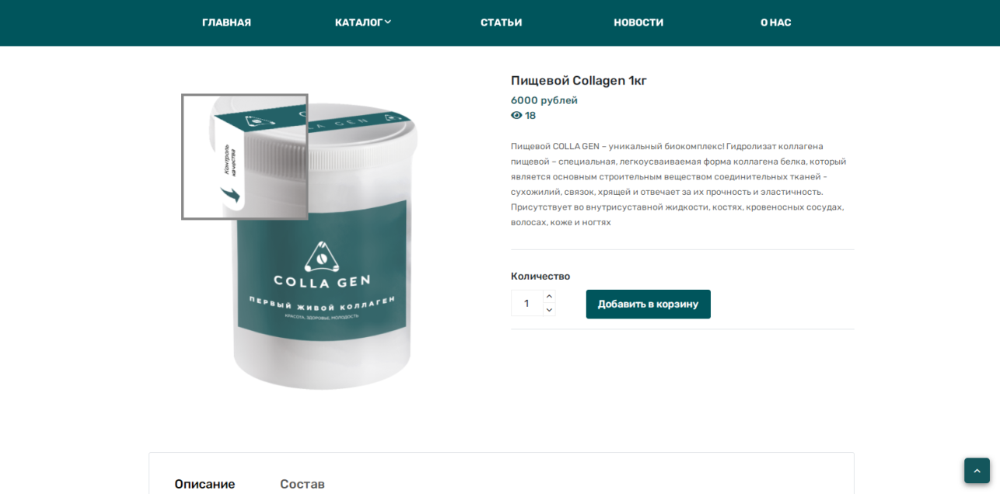 ГЛАВНАЯ
КАТАЛОГ
СТАТЬИ
НОВОСТИ
О НАС
Пищевой Collagen 1кг
6000 рублей
18
Пищевой COLLA GEN – уникальный биокомплекс! Гидролизат коллагена
пищевой – специальная, легкоусваиваемая форма коллагена белка, который
является основным строительным веществом соединительных тканей -
сухожилий, связок, хрящей и отвечает за их прочность и эластичность.
Присутствует во внутрисуставной жидкости, костях, кровеносных сосудах,
волосах, коже и ногтях
Количество
1
Добавить в корзину
Контроль
качества
LA GEN
COLLA GEN
ПЕРВЫЙ ЖИВОЙ КОЛЛАГЕН
КРАСОТА, ЗДОРОВЬЕ, МОЛОДОСТЬ
Описание
Состав